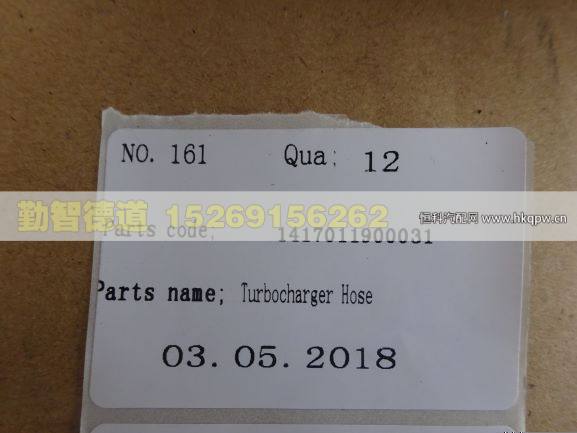 NO. 161 Qua: 12
勤智德道 15269156262 恒科汽配网 www.hkqpw.cn
Parts code; 1417011900031
Parts name; Turbocharger Hose
03. 05. 2018